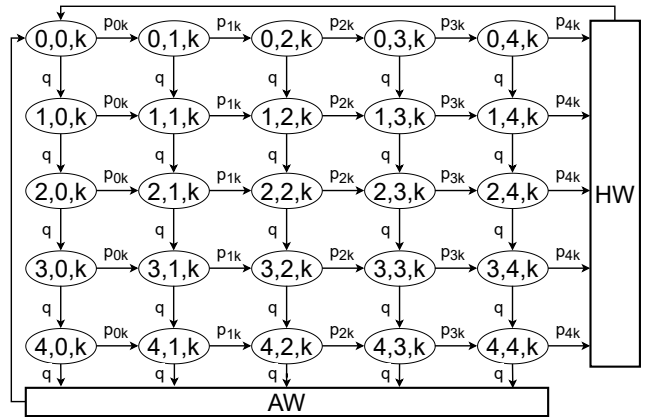 p0k p1k p2k p3k p4k
0,0,k 0,1,k 0,2,k 0,3,k 0,4,k
q q q q q
p0k p1k p2k p3k p4k
1,0,k 1,1,k 1,2,k 1,3,k 1,4,k
q q q q q
p0k p1k p2k p3k p4k
2,0,k 2,1,k 2,2,k 2,3,k 2,4,k
HW
q q q q q
p0k p1k p2k p3k p4k
3,0,k 3,1,k 3,2,k 3,3,k 3,4,k
q q q q q
p0k p1k p2k p3k p4k
4,0,k 4,1,k 4,2,k 4,3,k 4,4,k
q q q q q
AW